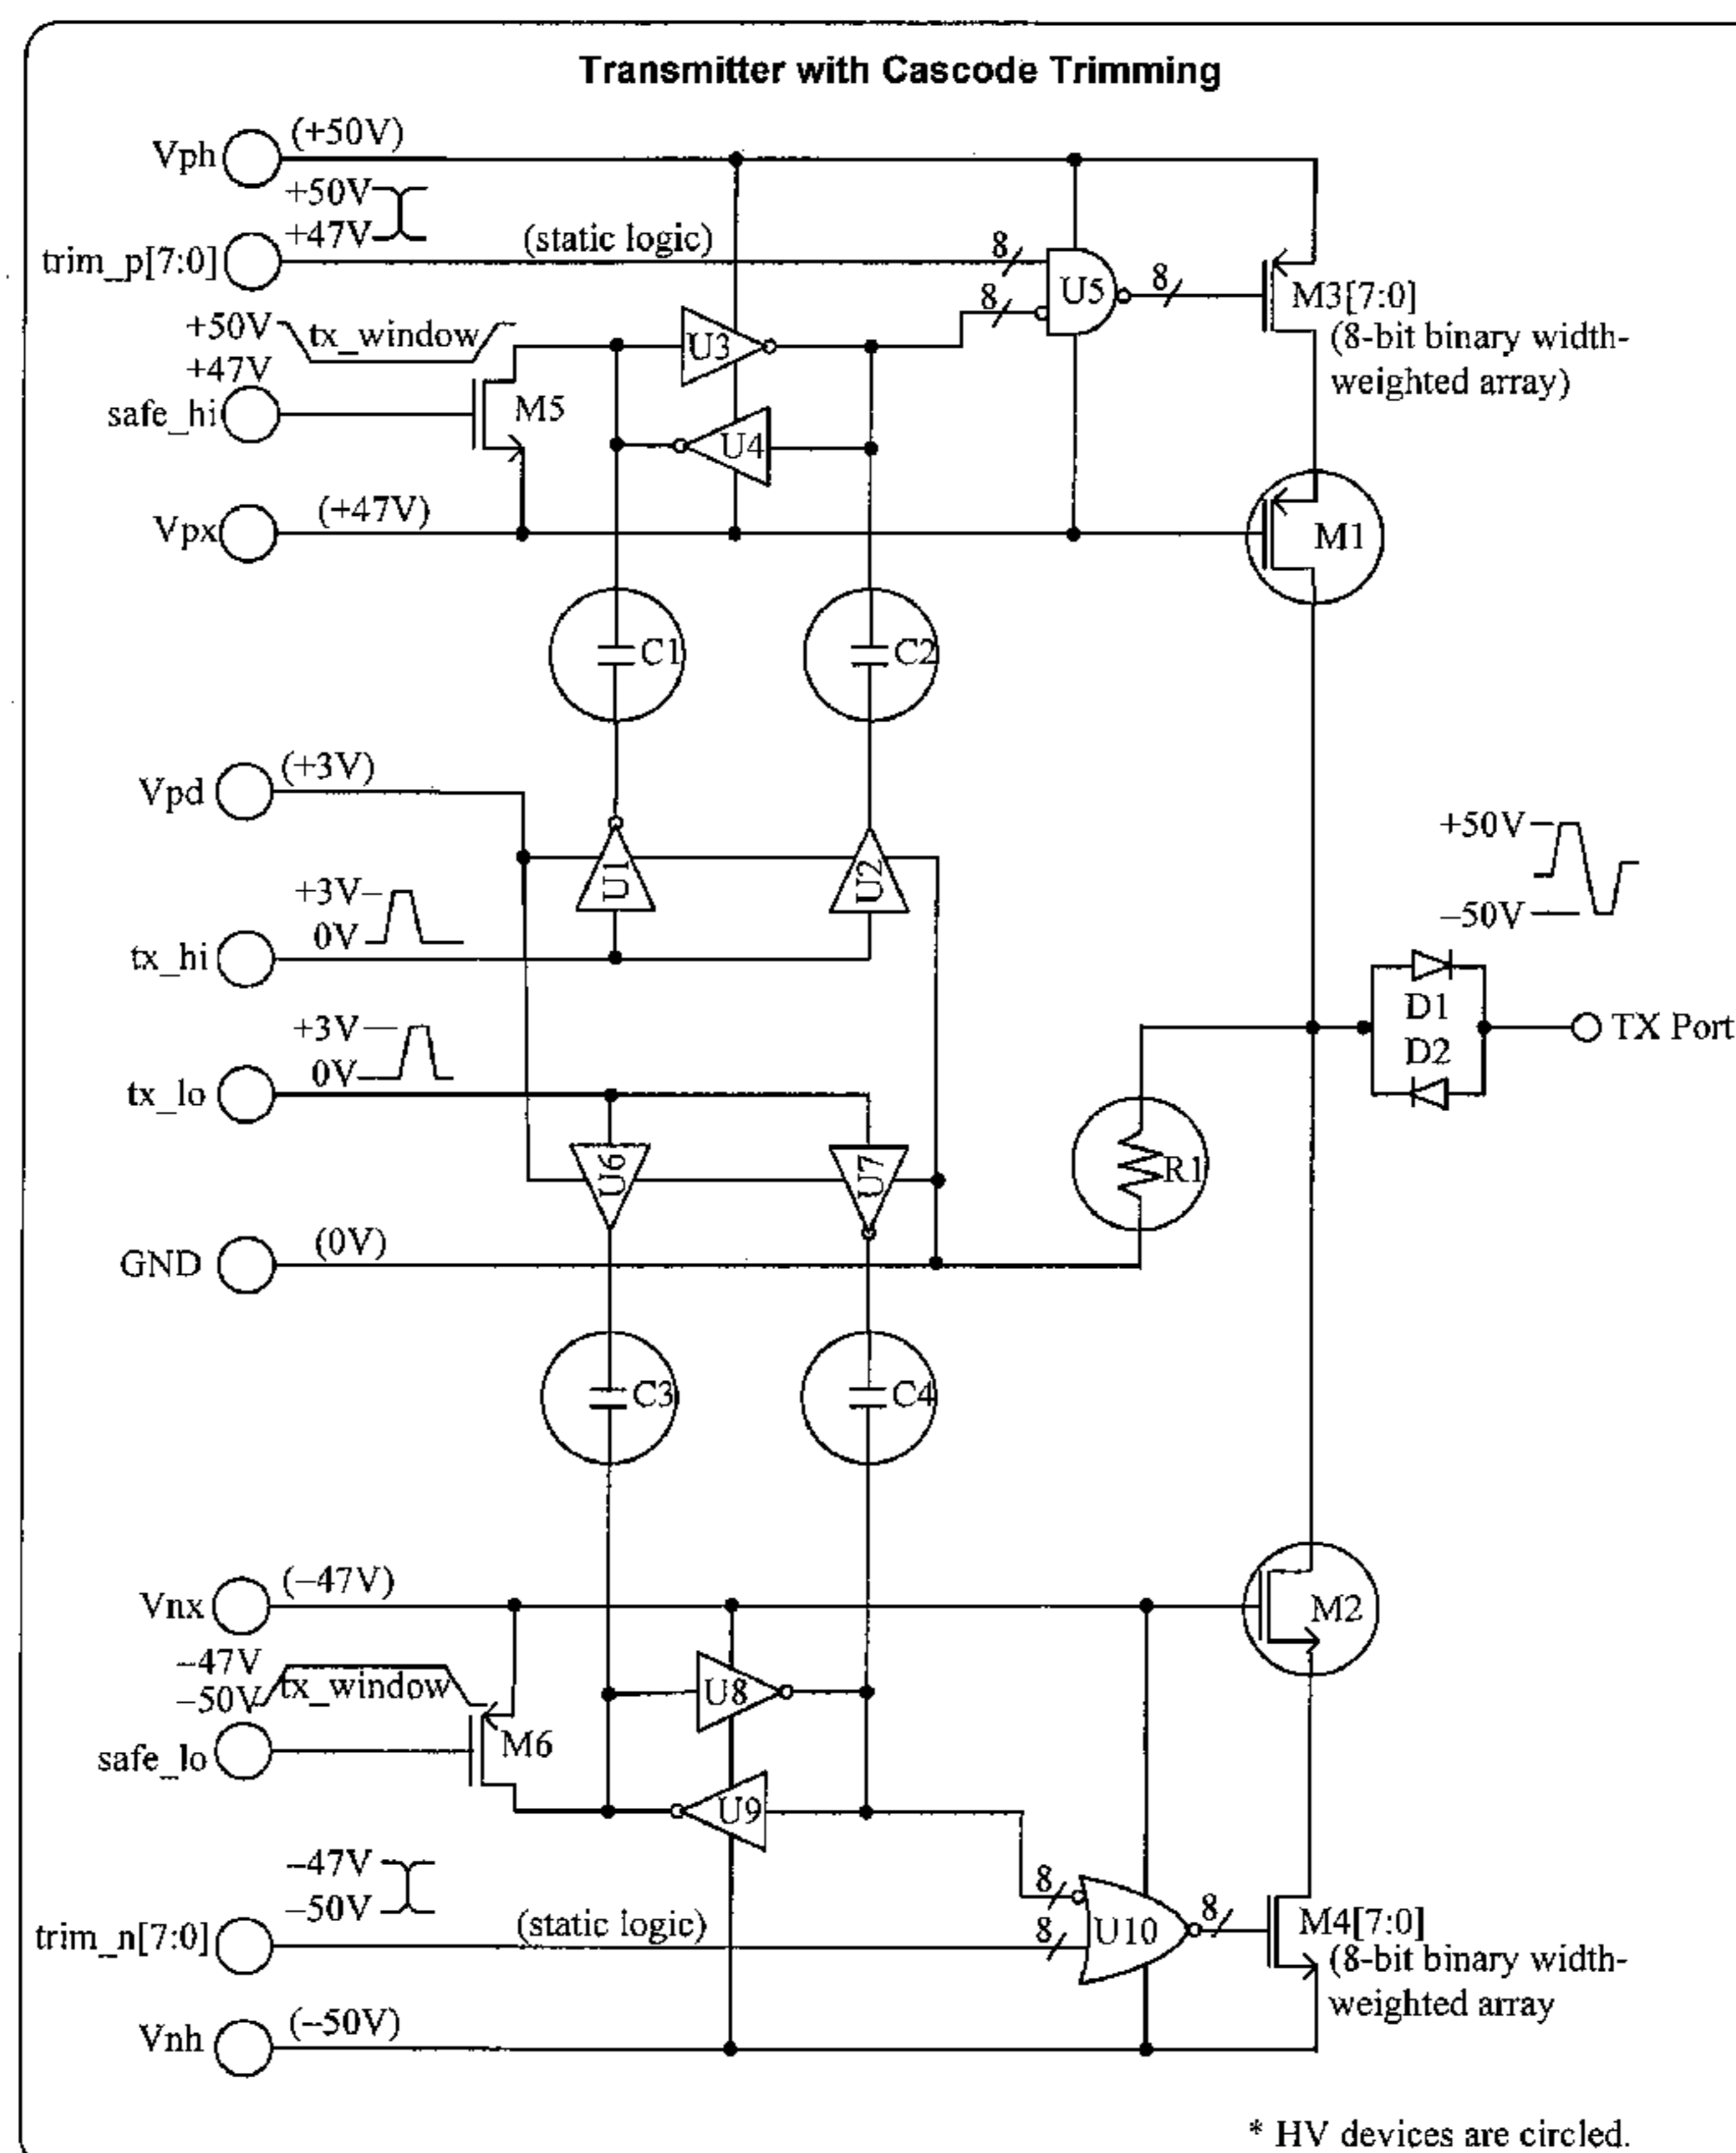 Transmitter with Cascode Trimming
Vph
(+50V)
+50V
+47V
trim_p[7:0]
(static logic)
8
8
U5
8
M3[7:0]
(8-bit binary width-
weighted array)
+50V
tx_window
+47V
safe_hi
M5
U3
U4
Vpx
(+47V)
M1
C1
C2
Vpd
(+3V)
U1
U2
+3V
0V
tx_hi
+50V
−50V
D1
D2
TX Port
+3V
0V
tx_lo
U6
U7
R1
GND
(0V)
C3
C4
Vnx
(−47V)
M2
−47V
−50V
tx_window
safe_lo
M6
U8
U9
−47V
−50V
trim_n[7:0]
(static logic)
8
8
U10
8
M4[7:0]
(8-bit binary width-
weighted array
Vnh
(−50V)
* HV devices are circled.